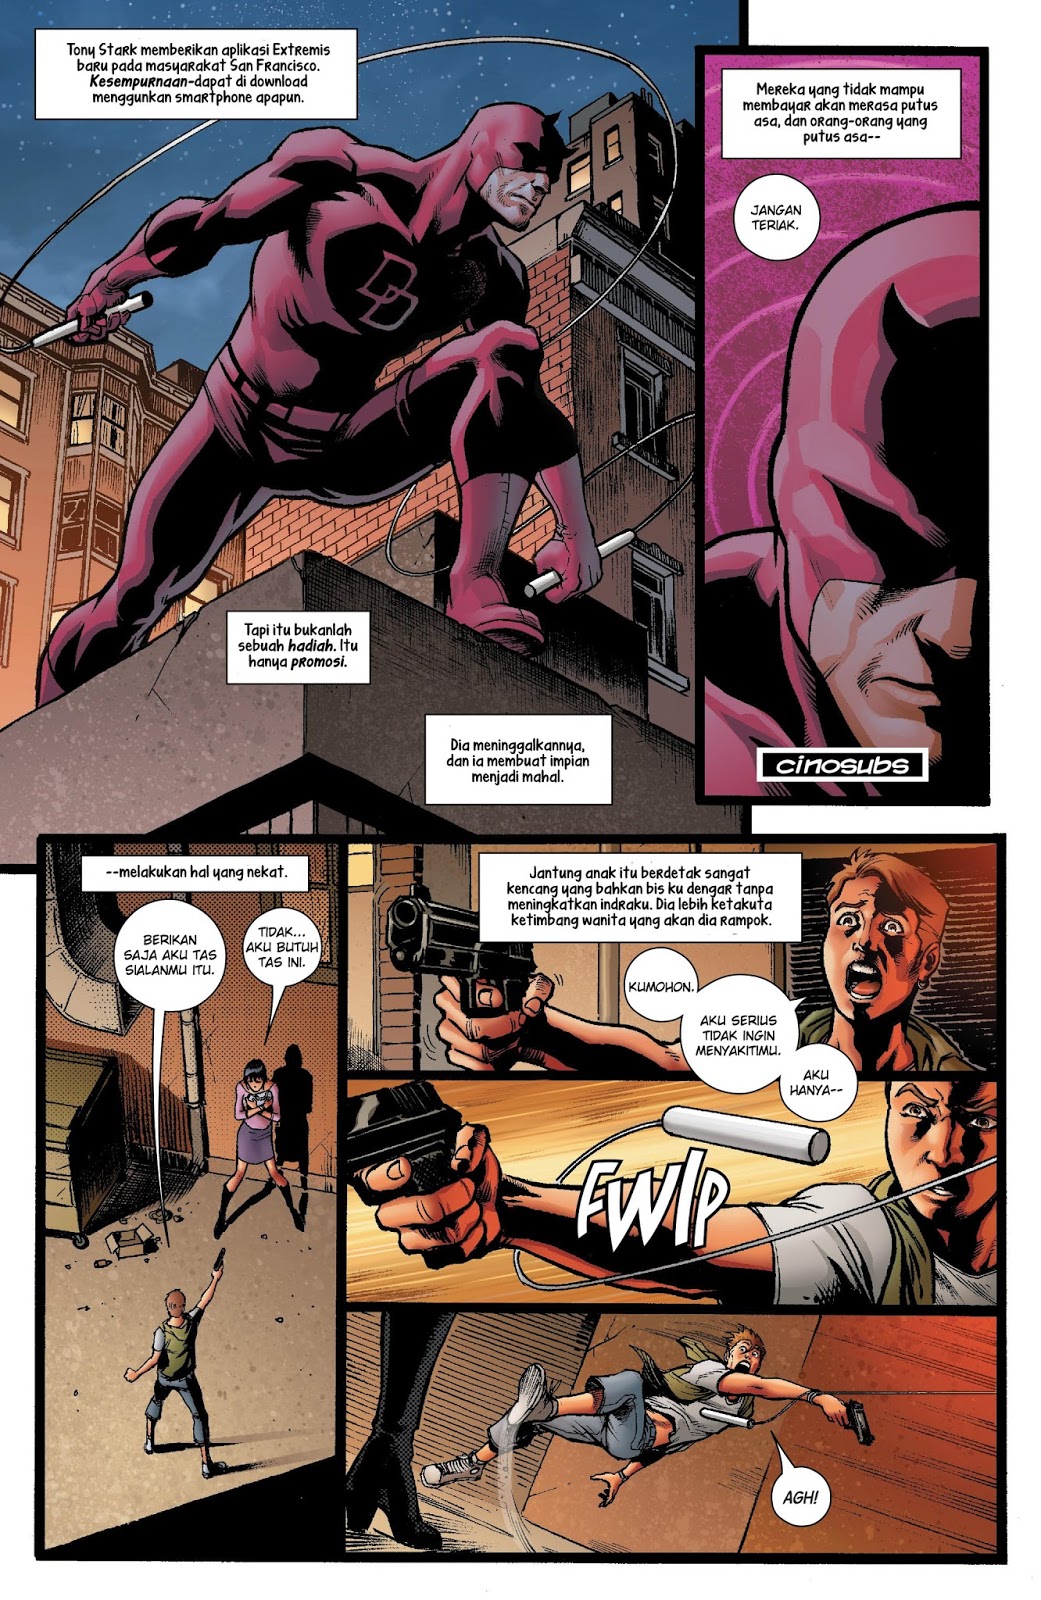 Tony Stark memberikan aplikasi Extremis
baru pada masyarakat San Francisco.
Kesempurnaan-dapat di download
menggunkan smartphone apapun.
DD
Tapi itu bukanlah
sebuah hadiah. Itu
hanya promosi.
Dia meninggalkannya,
dan ia membuat impian
menjadi mahal.
Mereka yang tidak mampu
membayar akan merasa putus
asa, dan orang-orang yang
putus asa--
JANGAN
TERIAK.
cinosubs
--melakukan hal yang nekat.
BERIKAN
SAJA AKU TAS
SIALANMU ITU.
TIDAK...
AKU BUTUH
TAS INI.
Jantung anak itu berdetak sangat
kencang yang bahkan bis ku dengar tanpa
meningkatkan indraku. Dia lebih ketakuta
ketimbang wanita yang akan dia rampok.
KUMOHON.
AKU SERIUS
TIDAK INGIN
MENYAKITIMU.
AKU
HANYA--
FWIP
AGH!